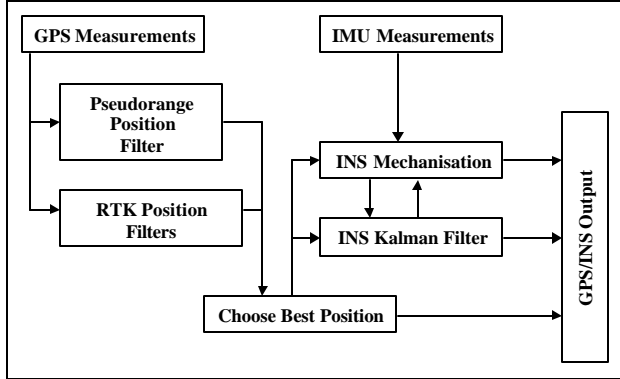 GPS Measurements
IMU Measurements
Pseudorange
Position
Filter
INS Mechanisation
RTK Position
Filters
INS Kalman Filter
Choose Best Position
GPS/INS Output